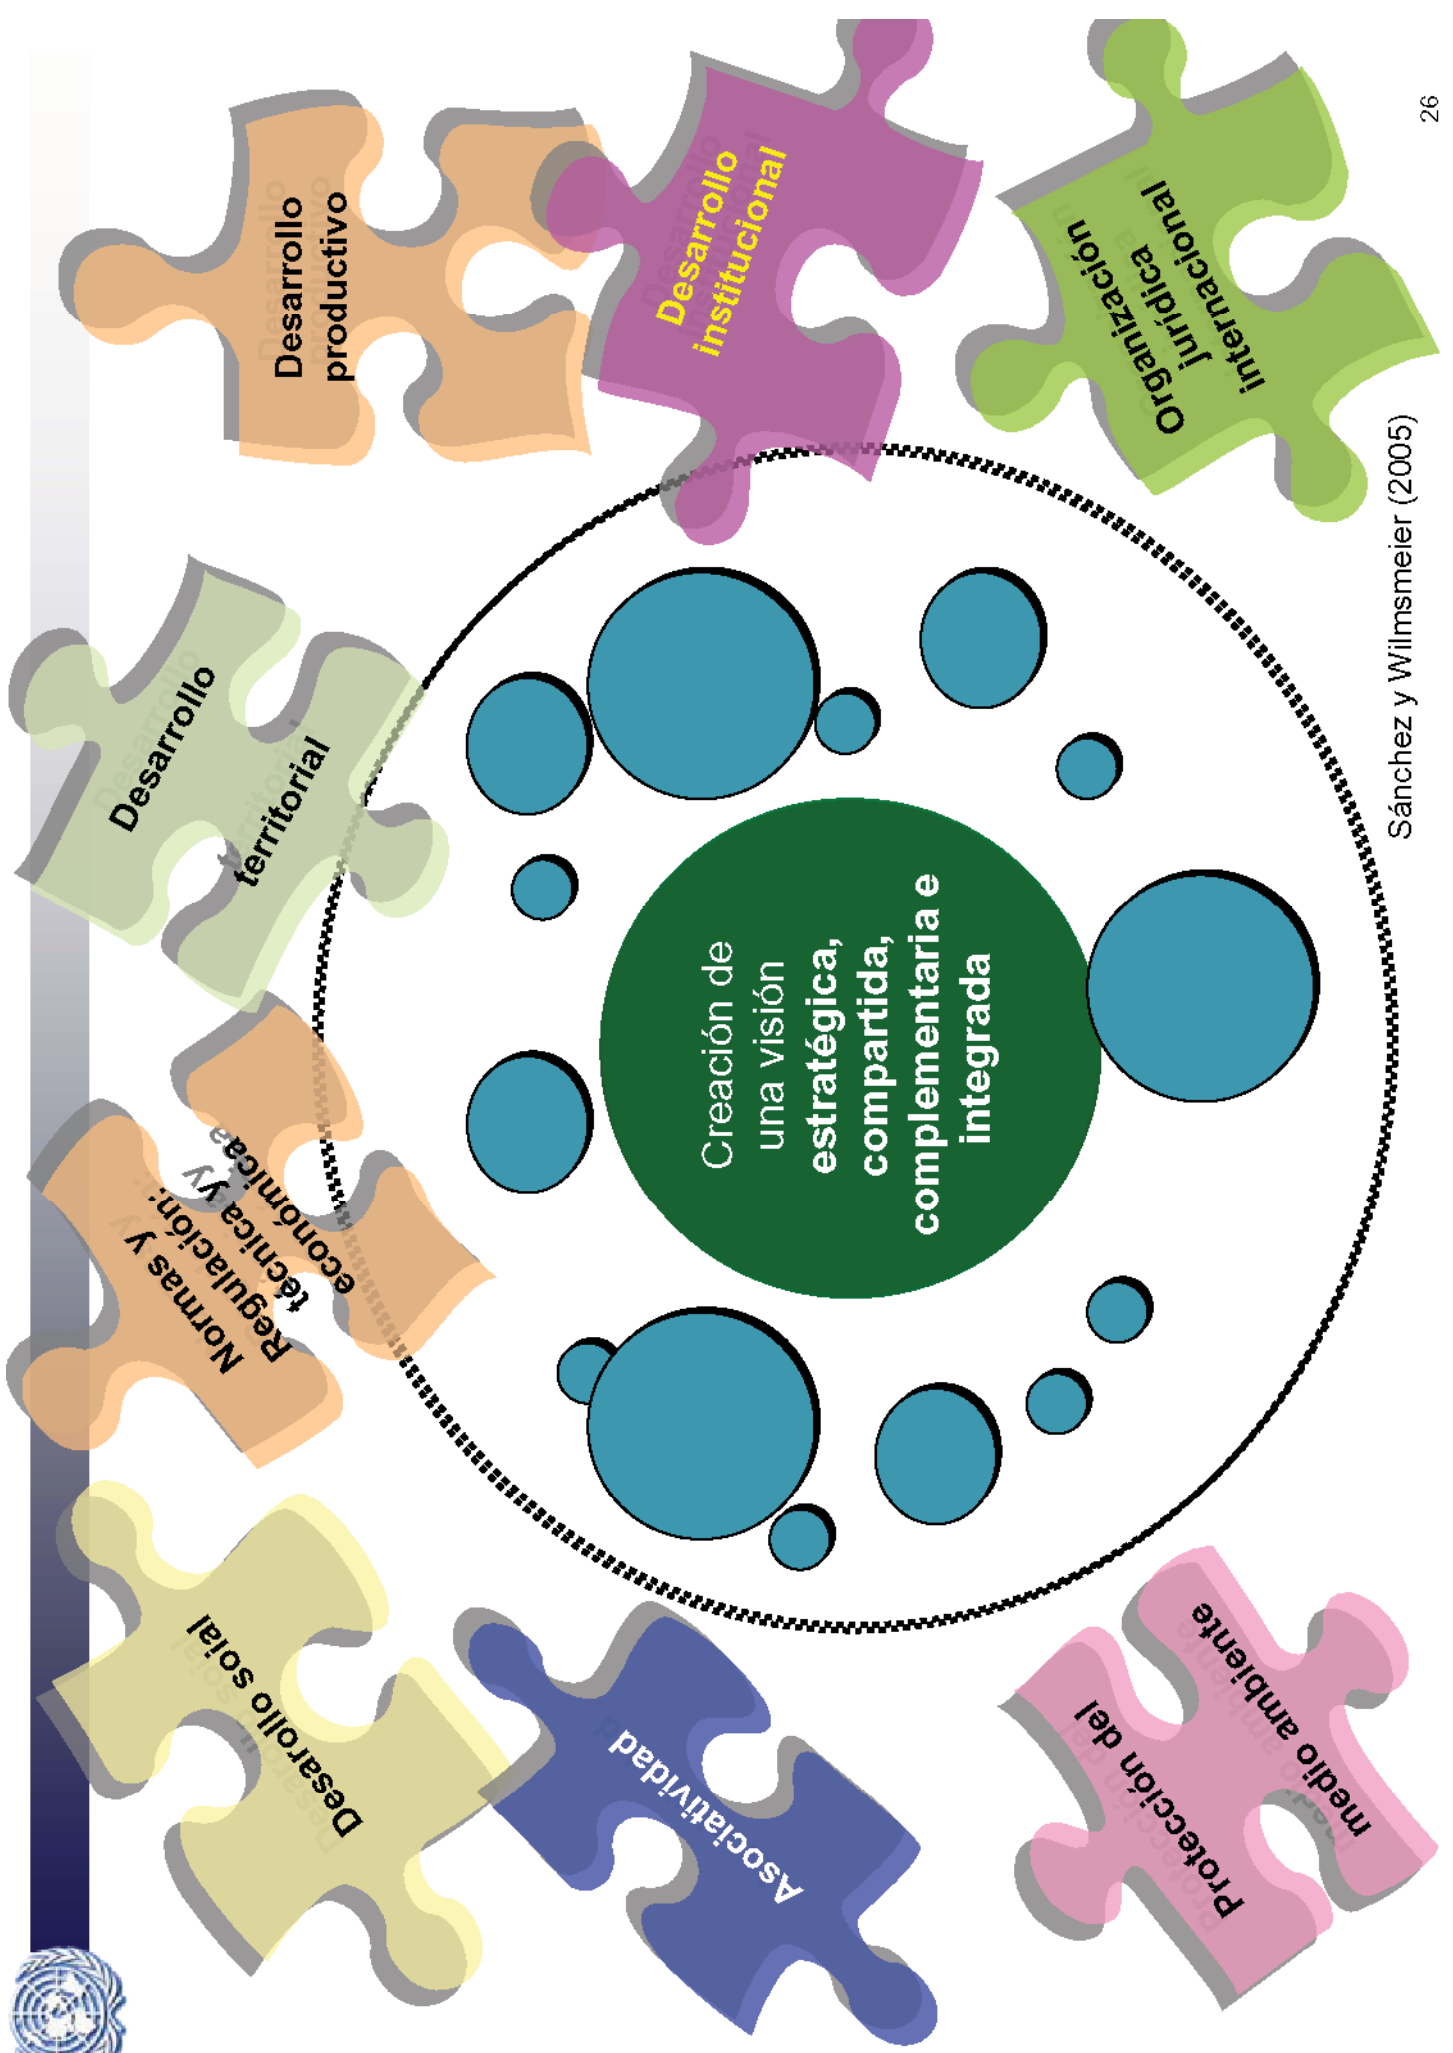 Desarollo soial
Normas y
Regulación:
técnica y
económica
Desarrollo
territorial
Desarrollo
productivo
Asociatividad
Creación de
una visión
estratégica,
compartida,
complementaria e
integrada
Desarrollo
institucional
Protección del
medio ambiente
Organización
jurídica
internacional
Sánchez y Wilmsmeier (2005)
26